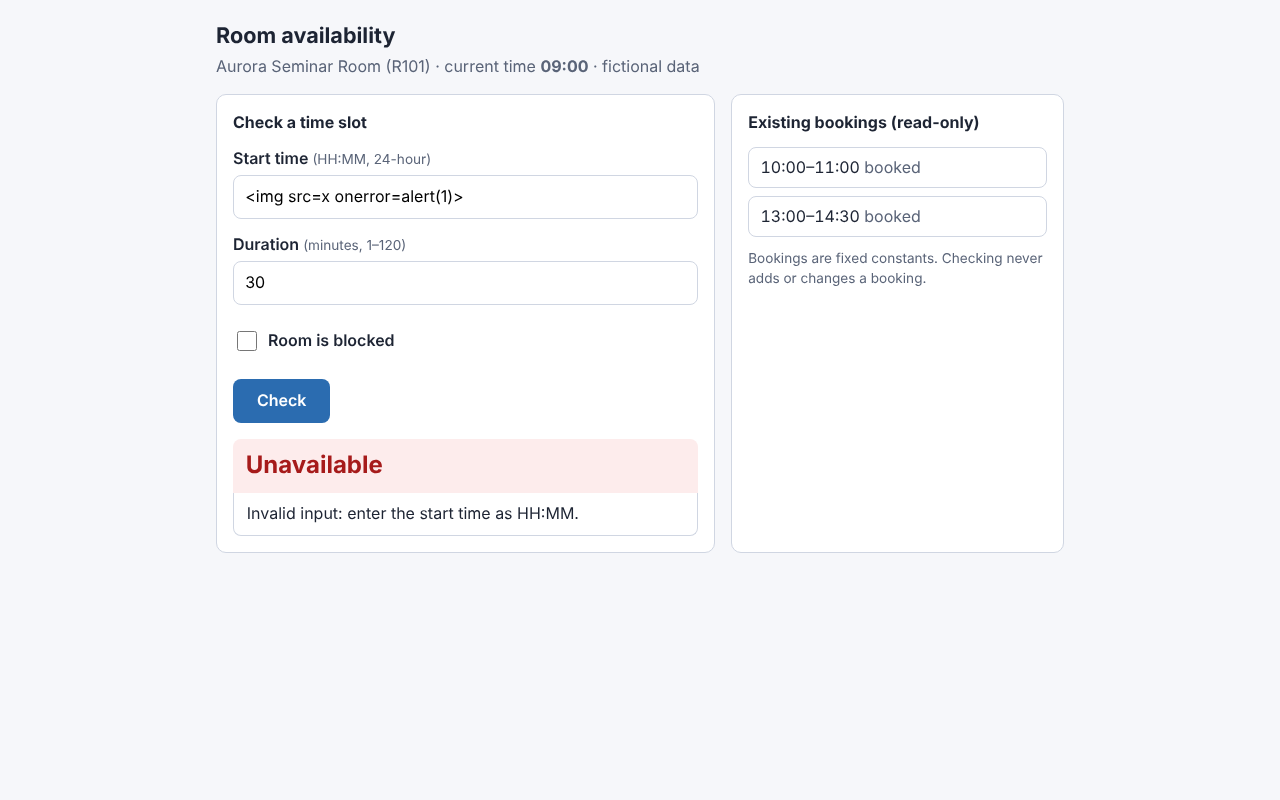 Room availability
Aurora Seminar Room (R101) · current time 09:00 · fictional data
Check a time slot
Start time (HH:MM, 24-hour)
<img src=x onerror=alert(1)>
Duration (minutes, 1–120)
30
Room is blocked
Check
Unavailable
Invalid input: enter the start time as HH:MM.
Existing bookings (read-only)
10:00–11:00 booked
13:00–14:30 booked
Bookings are fixed constants. Checking never
adds or changes a booking.